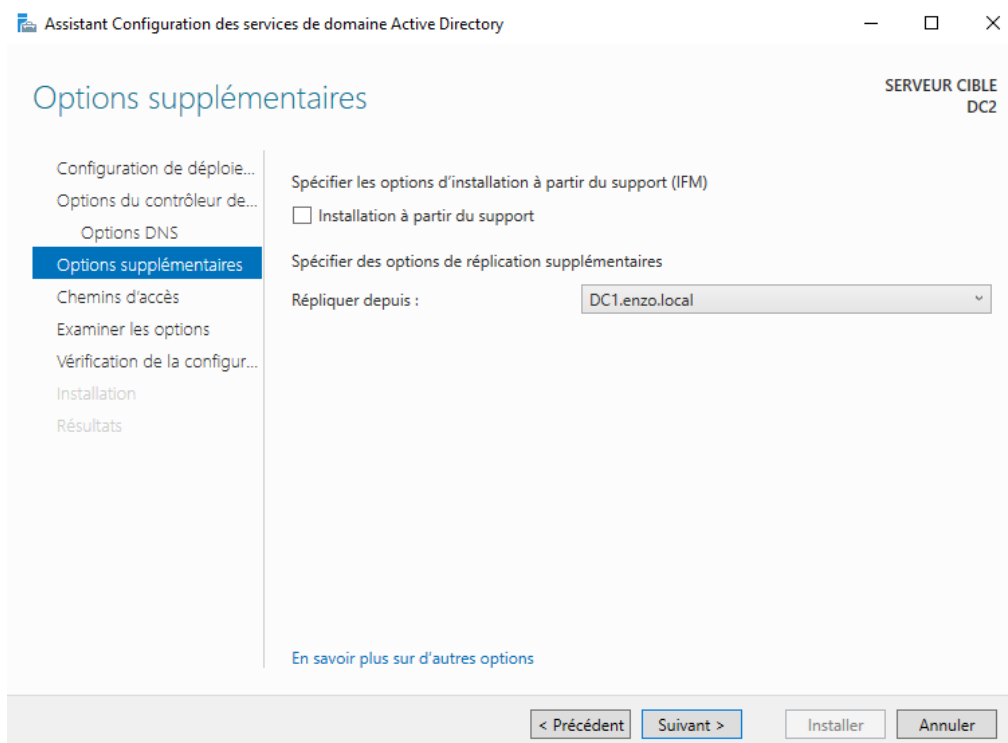 Assistant Configuration des services de domaine Active Directory
Options supplémentaires
SERVEUR CIBLE
DC2
Configuration de déploie...
Options du contrôleur de...
Options DNS
Options supplémentaires
Chemins d'accès
Examiner les options
Vérification de la configur...
Installation
Résultats
Spécifier les options d'installation à partir du support (IFM)
Installation à partir du support
Spécifier des options de réplication supplémentaires
Répliquer depuis :
DC1.enzo.local
En savoir plus sur d'autres options
< Précédent
Suivant >
Installer
Annuler